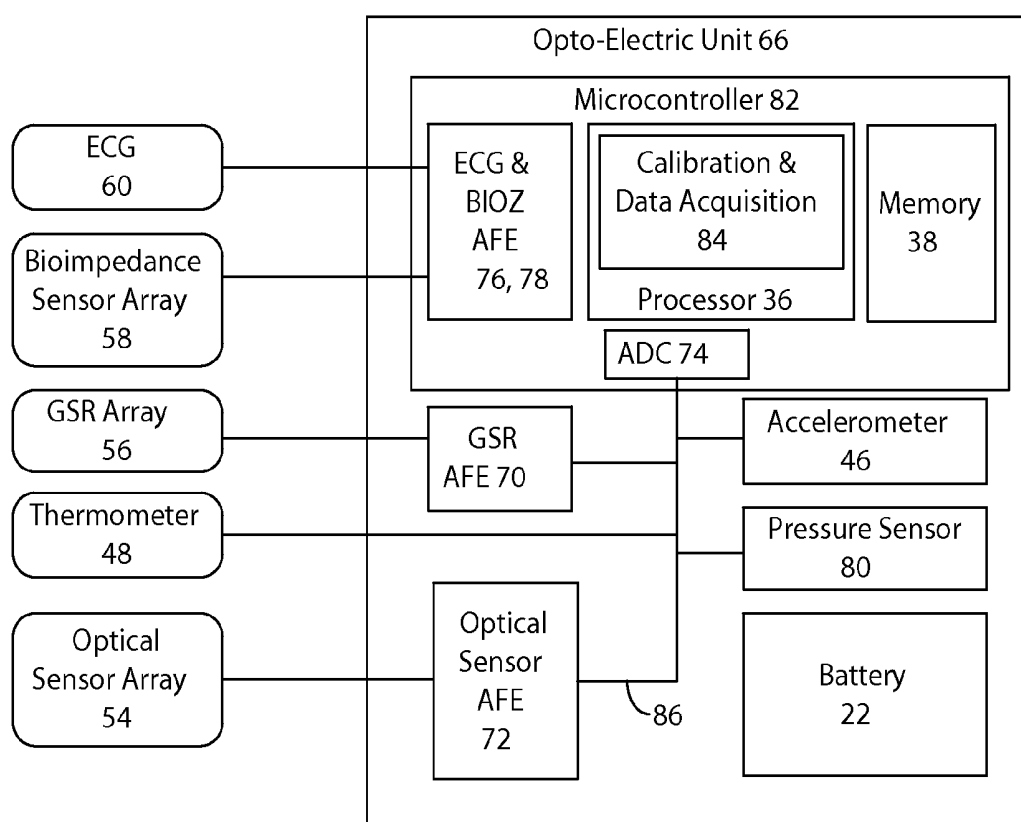 Opto-Electric Unit 66
Microcontroller 82
ECG
60
Bioimpedance
Sensor Array
58
GSR Array
56
Thermometer
48
Optical
Sensor Array
54
ECG &
BIOZ
AFE
76, 78
Calibration &
Data Acquisition
84
Processor 36
Memory
38
ADC 74
GSR
AFE 70
Accelerometer
46
Pressure Sensor
80
Optical
Sensor
AFE
72
86
Battery
22